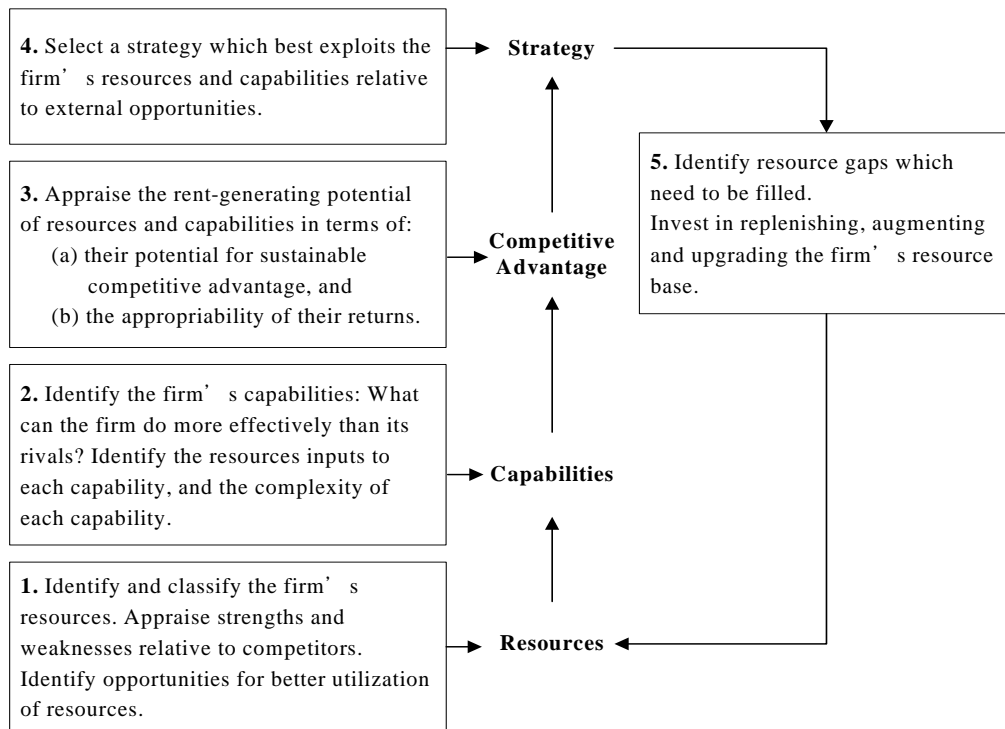 4. Select a strategy which best exploits the
firm’ s resources and capabilities relative
to external opportunities.
Strategy
5. Identify resource gaps which
need to be filled.
Invest in replenishing, augmenting
and upgrading the firm’ s resource
base.
3. Appraise the rent-generating potential
of resources and capabilities in terms of:
(a) their potential for sustainable
competitive advantage, and
(b) the appropriability of their returns.
Competitive
Advantage
2. Identify the firm’ s capabilities: What
can the firm do more effectively than its
rivals? Identify the resources inputs to
each capability, and the complexity of
each capability.
Capabilities
1. Identify and classify the firm’ s
resources. Appraise strengths and
weaknesses relative to competitors.
Identify opportunities for better utilization
of resources.
Resources